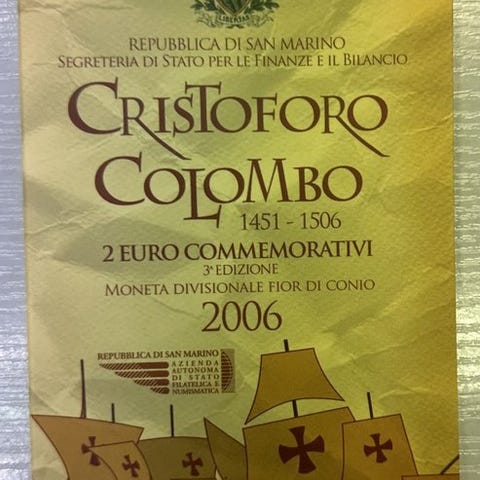 LIBERTAS
REPUBBLICA DI SAN MARINO
SEGRETERIA DI STATO PER LE FINANZE E IL BILANCIO
CRISTOFORO
COLOMBO
1451 - 1506
2 EURO COMMEMORATIVI
3ª EDIZIONE
MONETA DIVISIONALE FIOR DI CONIO
2006
REPUBBLICA DI SAN MARINO
AZIENDA
AUTONOMA
DI STATO
FILATELICA E
NUMISMATICA